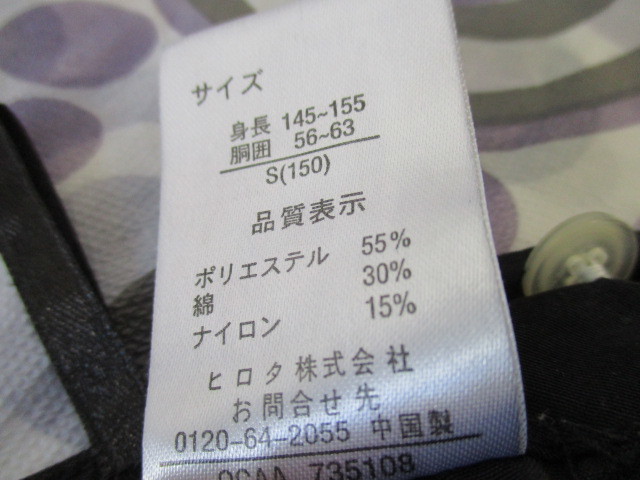 サイズ
身長 145~155
胴囲 56~63
S(150)
品質表示
ポリエステル 55%
綿 30%
ナイロン 15%
ヒロタ株式会社
お問合せ先
0120-64-2055 中国製
OCAA 735108